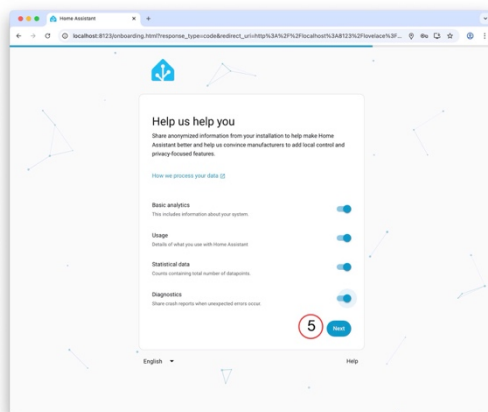 Home Assistant
localhost:8123/onboarding.html?response_type=code&redirect_uri=http%3A%2F%2Flocalhost%3A8123%2Flovelace%3F...
Help us help you
Share anonymized information from your installation to help make Home
Assistant better and help us convince manufacturers to add local control and
privacy-focused features.
How we process your data
Basic analytics
This includes information about your system.
Usage
Details of what you use with Home Assistant
Statistical data
Counts containing total number of datapoints.
Diagnostics
Share crash reports when unexpected errors occur.
5 Next
English Help